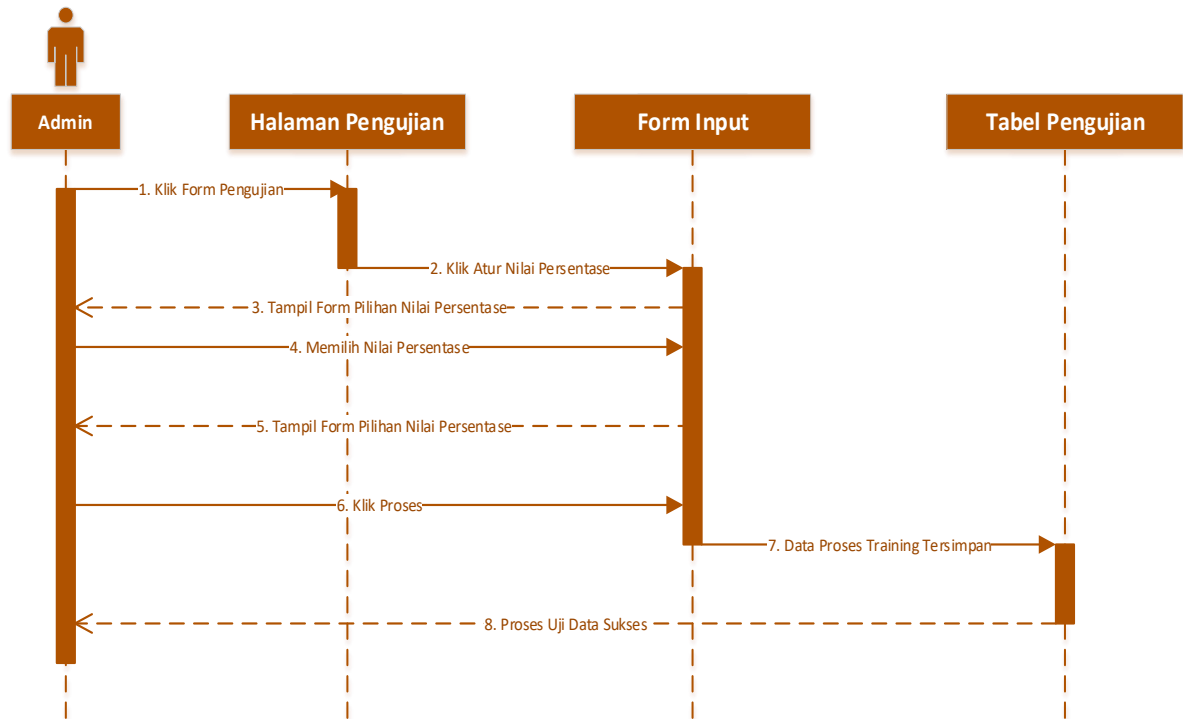 Admin
Halaman Pengujian
Form Input
Tabel Pengujian
1. Klik Form Pengujian
2. Klik Atur Nilai Persentase
3. Tampil Form Pilihan Nilai Persentase
4. Memilih Nilai Persentase
5. Tampil Form Pilihan Nilai Persentase
6. Klik Proses
7. Data Proses Training Tersimpan
8. Proses Uji Data Sukses